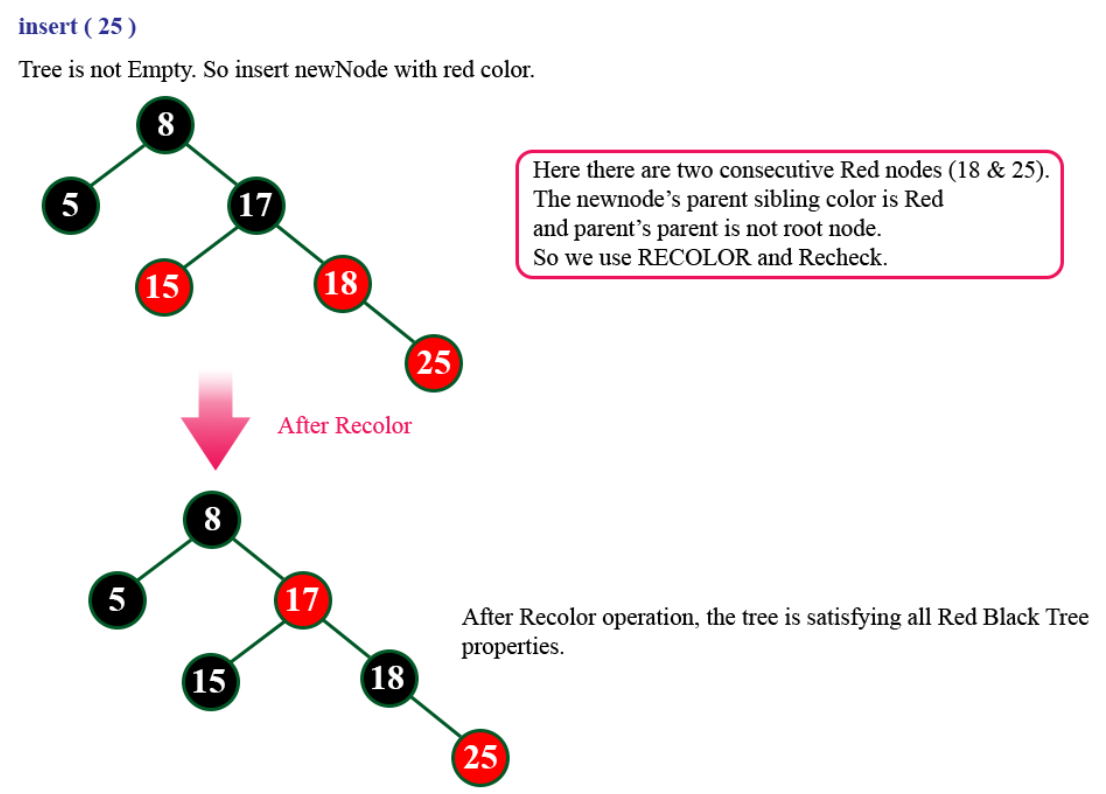 insert ( 25 )
Tree is not Empty. So insert newNode with red color.
8
5
17
15
18
25
Here there are two consecutive Red nodes (18 & 25).
The newnode's parent sibling color is Red
and parent's parent is not root node.
So we use RECOLOR and Recheck.
After Recolor
8
5
17
15
18
25
After Recolor operation, the tree is satisfying all Red Black Tree
properties.